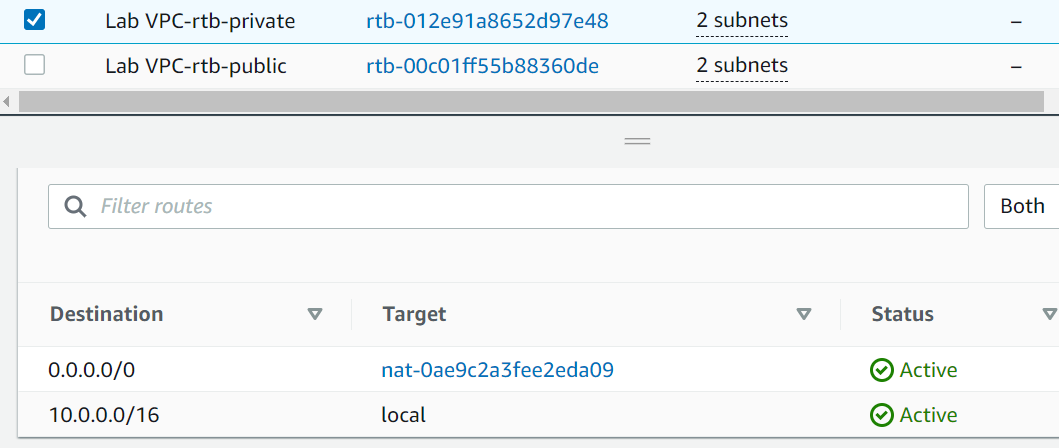 Lab VPC-rtb-private rtb-012e91a8652d97e48 2 subnets –
Lab VPC-rtb-public rtb-00c01ff55b88360de 2 subnets –
Filter routes Both
Destination Target Status
0.0.0.0/0 nat-0ae9c2a3fee2eda09 Active
10.0.0.0/16 local Active